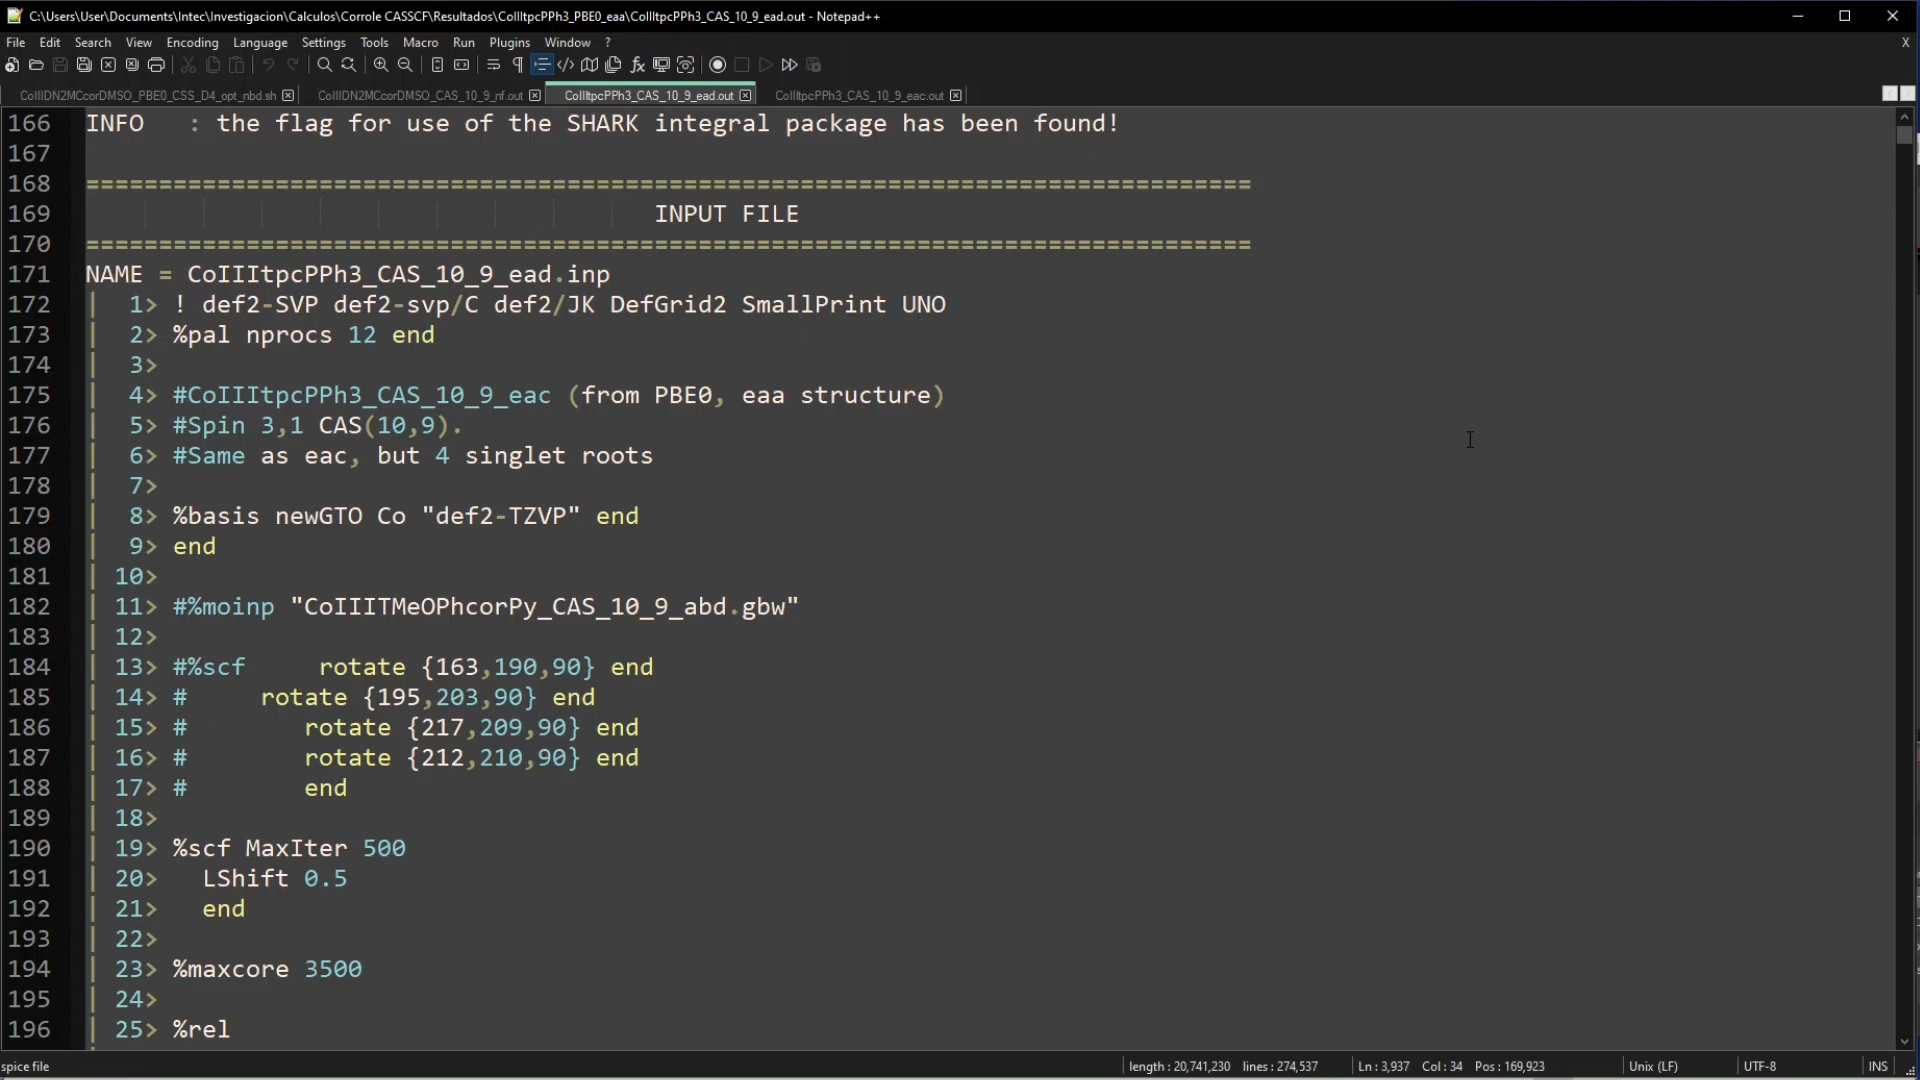 C:\Users\User\Documents\Intec\Investigacion\Calculos\Corrole CASSCF\Resultados\CoIIItpcPPh3_PBE0_eaa\CoIIItpcPPh3_CAS_10_9_ead.out - Notepad++
File Edit Search View Encoding Language Settings Tools Macro Run Plugins Window ? X
CoIIIDN2MCcorDMSO_PBE0_CSS_D4_opt_nbd.sh CoIIIDN2MCcorDMSO_CAS_10_9_nf.out CoIIItpcPPh3_CAS_10_9_ead.out CoIIItpcPPh3_CAS_10_9_eac.out
166 INFO : the flag for use of the SHARK integral package has been found!
167
168 ================================================================================
169 INPUT FILE
170 ================================================================================
171 NAME = CoIIItpcPPh3_CAS_10_9_ead.inp
172 | 1> ! def2-SVP def2-svp/C def2/JK DefGrid2 SmallPrint UNO
173 | 2> %pal nprocs 12 end
174 | 3>
175 | 4> #CoIIItpcPPh3_CAS_10_9_eac (from PBE0, eaa structure)
176 | 5> #Spin 3,1 CAS(10,9).
177 | 6> #Same as eac, but 4 singlet roots
178 | 7>
179 | 8> %basis newGTO Co "def2-TZVP" end
180 | 9> end
181 | 10>
182 | 11> #%moinp "CoIIITMeOPhcorPy_CAS_10_9_abd.gbw"
183 | 12>
184 | 13> #%scf rotate {163,190,90} end
185 | 14> # rotate {195,203,90} end
186 | 15> # rotate {217,209,90} end
187 | 16> # rotate {212,210,90} end
188 | 17> # end
189 | 18>
190 | 19> %scf MaxIter 500
191 | 20> LShift 0.5
192 | 21> end
193 | 22>
194 | 23> %maxcore 3500
195 | 24>
196 | 25> %rel
spice file length : 20,741,230 lines : 274,537 Ln : 3,937 Col : 34 Pos : 169,923 Unix (LF) UTF-8 INS